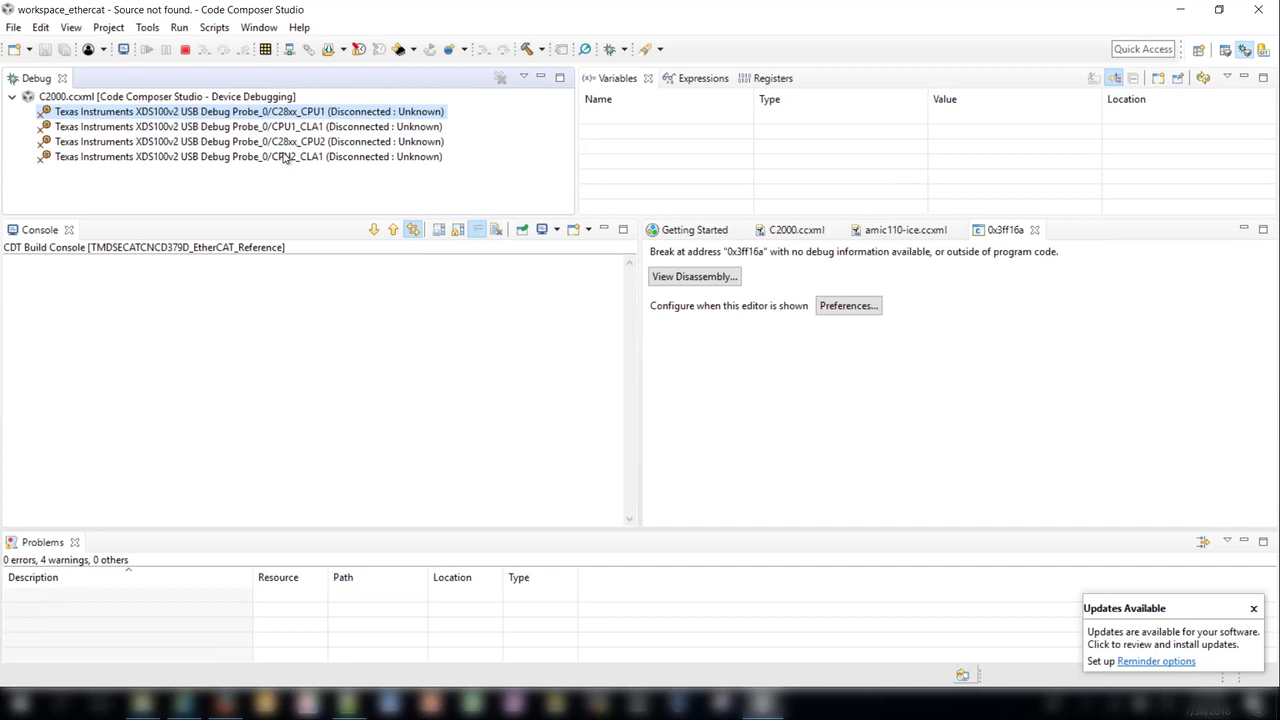 workspace_ethercat - Source not found. - Code Composer Studio
File Edit View Project Tools Run Scripts Window Help
Quick Access
Debug
C2000.ccxml [Code Composer Studio - Device Debugging]
Texas Instruments XDS100v2 USB Debug Probe_0/C28xx_CPU1 (Disconnected : Unknown)
Texas Instruments XDS100v2 USB Debug Probe_0/CPU1_CLA1 (Disconnected : Unknown)
Texas Instruments XDS100v2 USB Debug Probe_0/C28xx_CPU2 (Disconnected : Unknown)
Texas Instruments XDS100v2 USB Debug Probe_0/CPU2_CLA1 (Disconnected : Unknown)
(x)= Variables Expressions Registers
Name Type Value Location
Console
CDT Build Console [TMDSECATCNCD379D_EtherCAT_Reference]
Getting Started C2000.ccxml amic110-ice.ccxml 0x3ff16a
Break at address "0x3ff16a" with no debug information available, or outside of program code.
View Disassembly...
Configure when this editor is shown Preferences...
Problems
0 errors, 4 warnings, 0 others
Description Resource Path Location Type
Updates Available x
Updates are available for your software.
Click to review and install updates.
Set up Reminder options